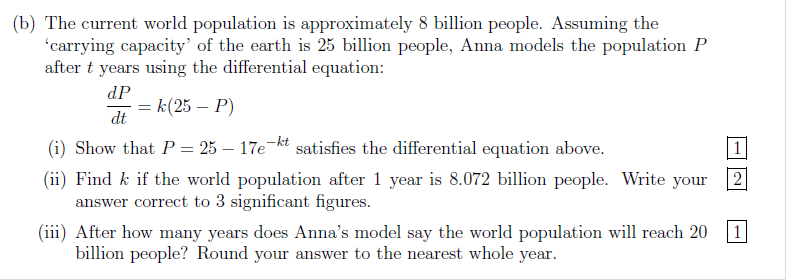 (b) The current world population is approximately 8 billion people. Assuming the
‘carrying capacity’ of the earth is 25 billion people, Anna models the population P
after t years using the differential equation:
dP/dt = k(25 − P)
(i) Show that P = 25 − 17e^{−kt} satisfies the differential equation above. 1
(ii) Find k if the world population after 1 year is 8.072 billion people. Write your 2
answer correct to 3 significant figures.
(iii) After how many years does Anna’s model say the world population will reach 20 1
billion people? Round your answer to the nearest whole year.